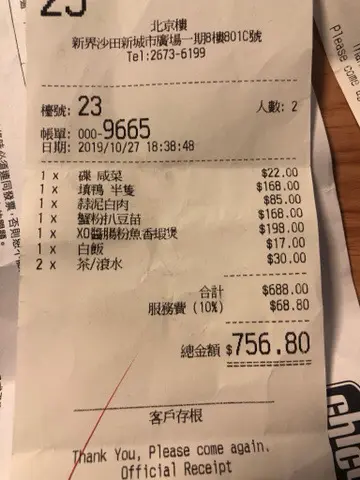 23
北京樓
新界沙田新城市廣場一期8樓801C號
Tel:2673-6199
檯號: 23 人數: 2
帳單: 000-9665
日期: 2019/10/27 18:38:48
1 x 碟 咸菜 $22.00
1 x 填鴨 半隻 $168.00
1 x 蒜泥白肉 $85.00
1 x 蟹粉扒豆苗 $168.00
1 x XO醬腸粉魚香蝦煲 $198.00
1 x 白飯 $17.00
2 x 茶/滾水 $30.00
合計 $688.00
服務費 (10%) $68.80
總金額 $756.80
客戶存根
Thank You, Please come again.
Official Receipt
Please come